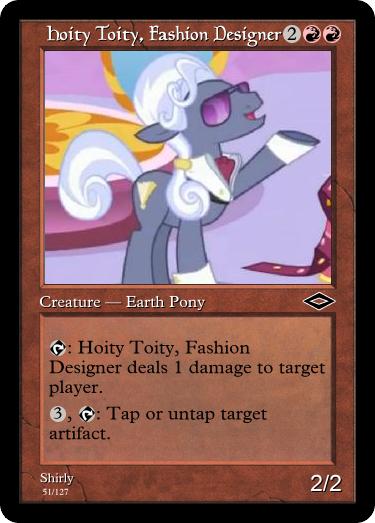 Hoity Toity, Fashion Designer 2
Creature — Earth Pony
: Hoity Toity, Fashion
Designer deals 1 damage to target
player.
3, : Tap or untap target
artifact.
Shirly
51/127
2/2